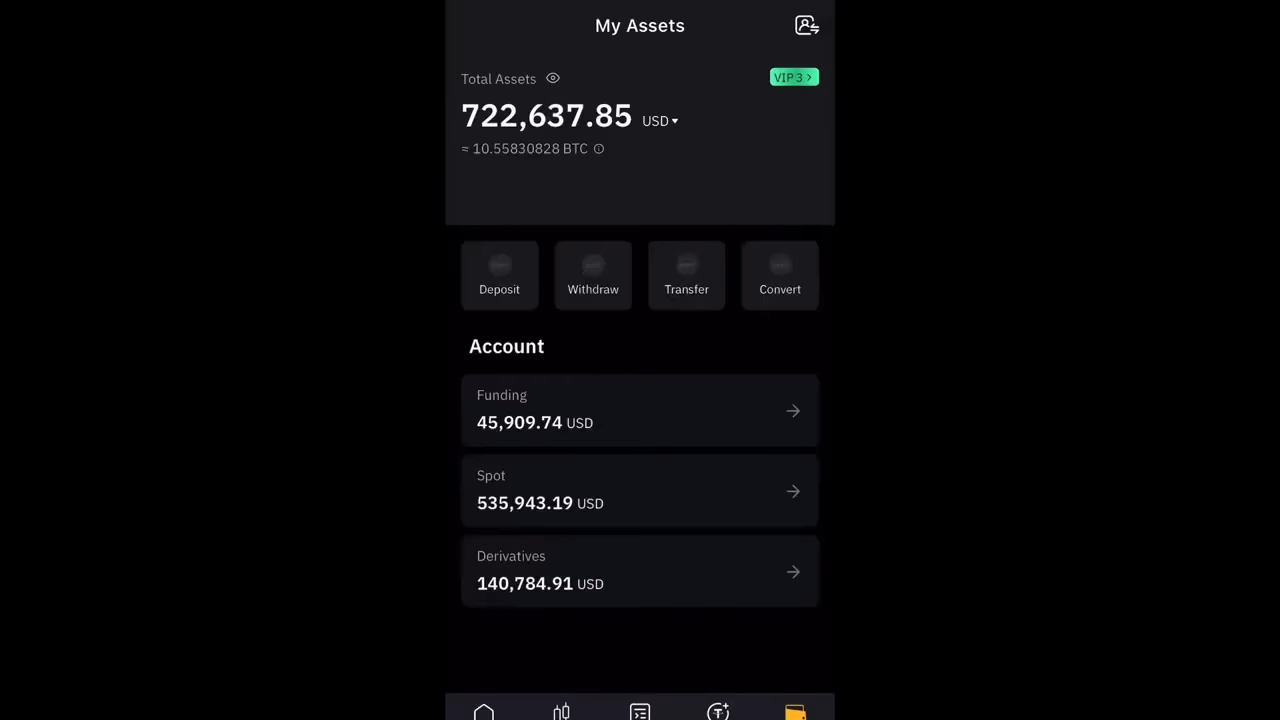 My Assets
Total Assets
VIP 3 >
722,637.85 USD
≈ 10.55830828 BTC
Deposit
Withdraw
Transfer
Convert
Account
Funding
45,909.74 USD
Spot
535,943.19 USD
Derivatives
140,784.91 USD